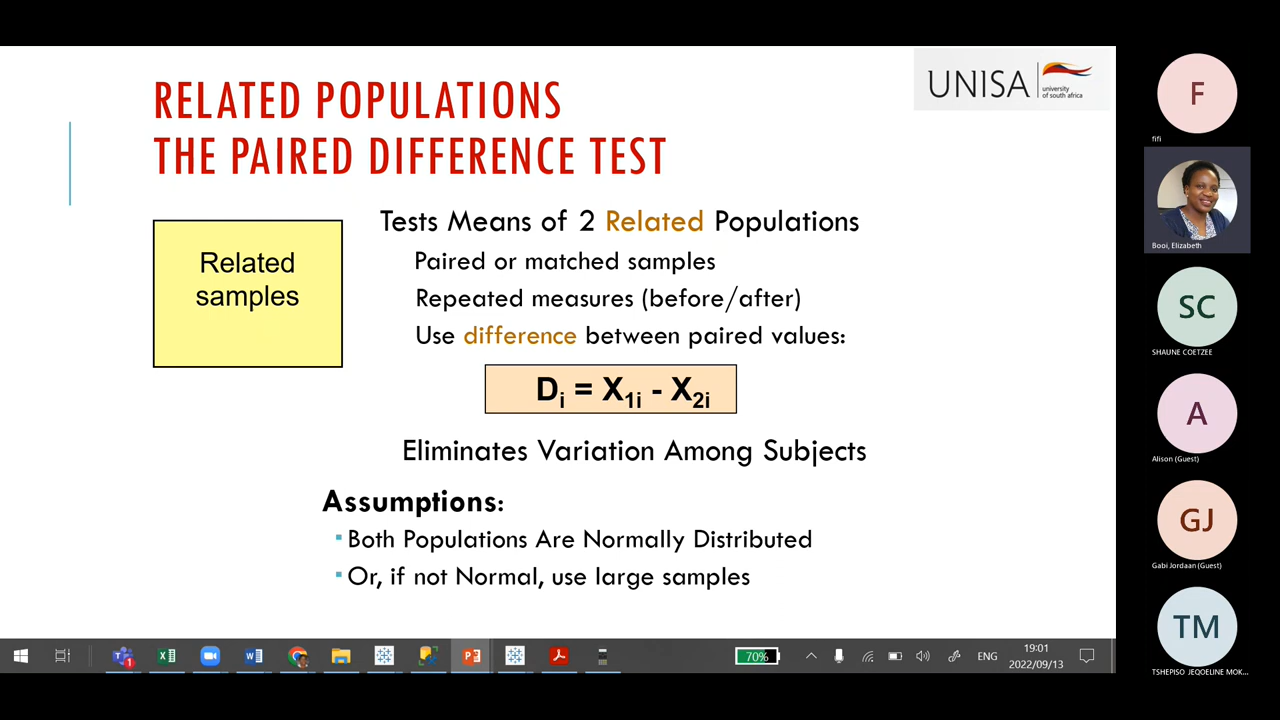 RELATED POPULATIONS
THE PAIRED DIFFERENCE TEST
UNISA
university
of south africa
Related
samples
Tests Means of 2 Related Populations
Paired or matched samples
Repeated measures (before/after)
Use difference between paired values:
Di = X1i - X2i
Eliminates Variation Among Subjects
Assumptions:
Both Populations Are Normally Distributed
Or, if not Normal, use large samples
F
fifi
Booi, Elizabeth
SC
SHAUNE COETZEE
A
Alison (Guest)
GJ
Gabi Jordaan (Guest)
TM
TSHEPISO JEQOELINE MOK...
1
70%
ENG
19:01
2022/09/13